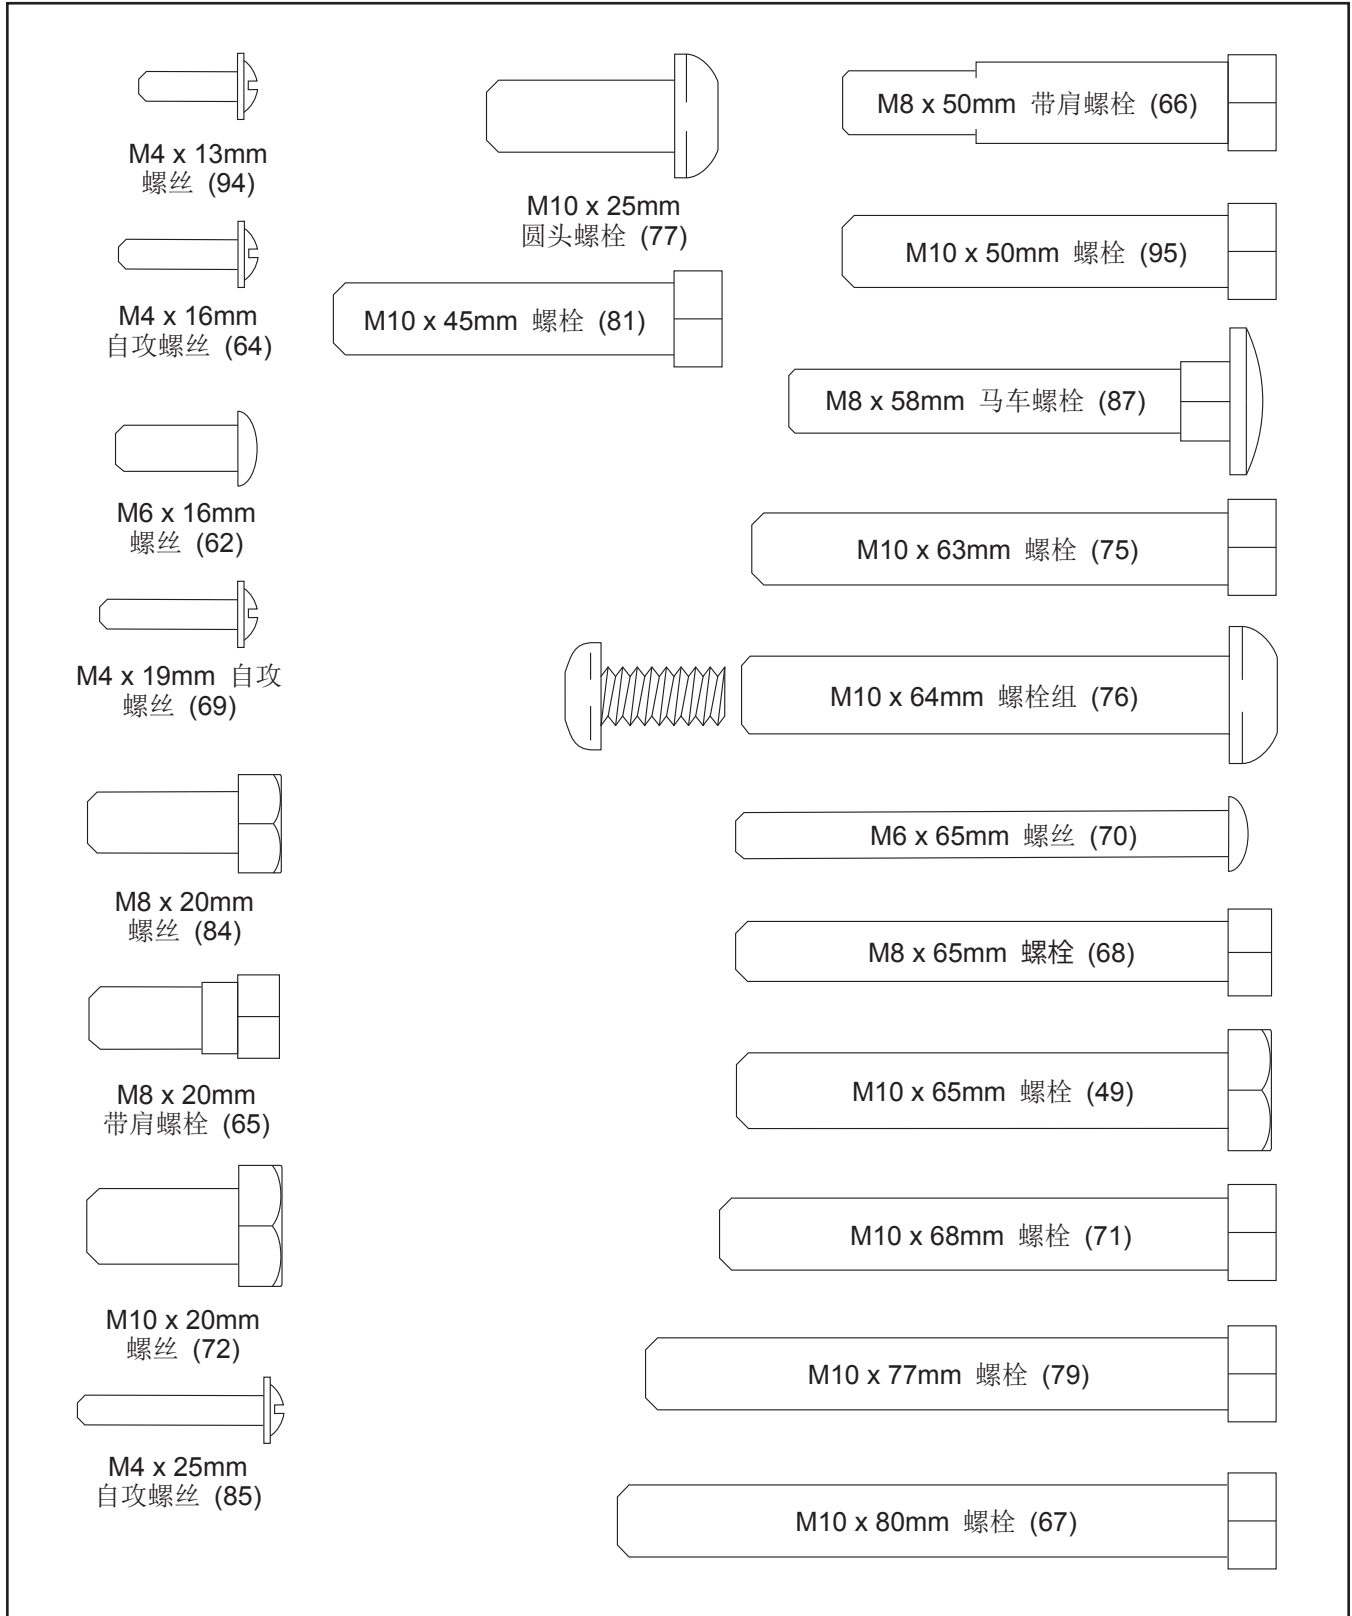 M4 x 13mm
螺丝 (94)
M4 x 16mm
自攻螺丝 (64)
M6 x 16mm
螺丝 (62)
M4 x 19mm 自攻
螺丝 (69)
M8 x 20mm
螺丝 (84)
M8 x 20mm
带肩螺栓 (65)
M10 x 20mm
螺丝 (72)
M4 x 25mm
自攻螺丝 (85)
M10 x 25mm
圆头螺栓 (77)
M10 x 45mm 螺栓 (81)
M8 x 50mm 带肩螺栓 (66)
M10 x 50mm 螺栓 (95)
M8 x 58mm 马车螺栓 (87)
M10 x 63mm 螺栓 (75)
M10 x 64mm 螺栓组 (76)
M6 x 65mm 螺丝 (70)
M8 x 65mm 螺栓 (68)
M10 x 65mm 螺栓 (49)
M10 x 68mm 螺栓 (71)
M10 x 77mm 螺栓 (79)
M10 x 80mm 螺栓 (67)